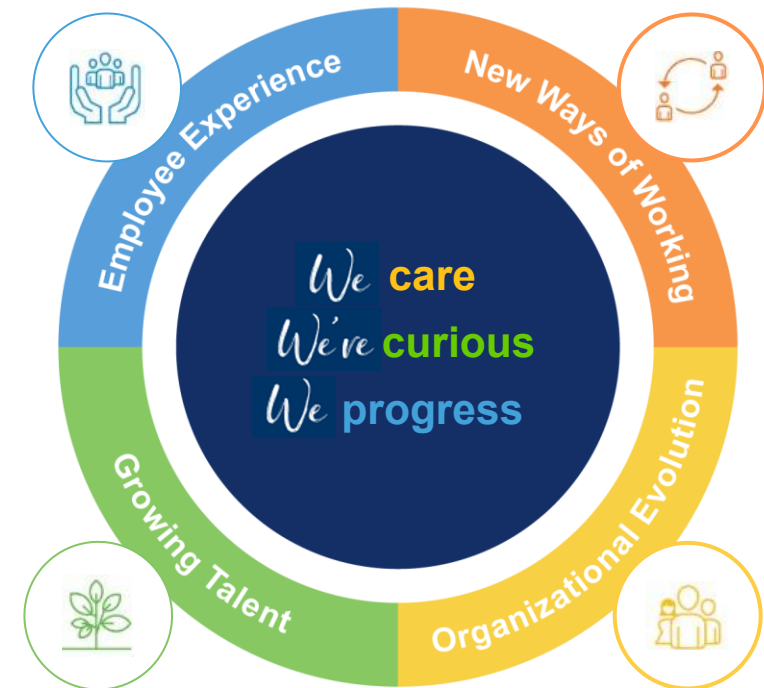 Employee Experience
New Ways of Working
We care
We're curious
We progress
Growing Talent
Organizational Evolution